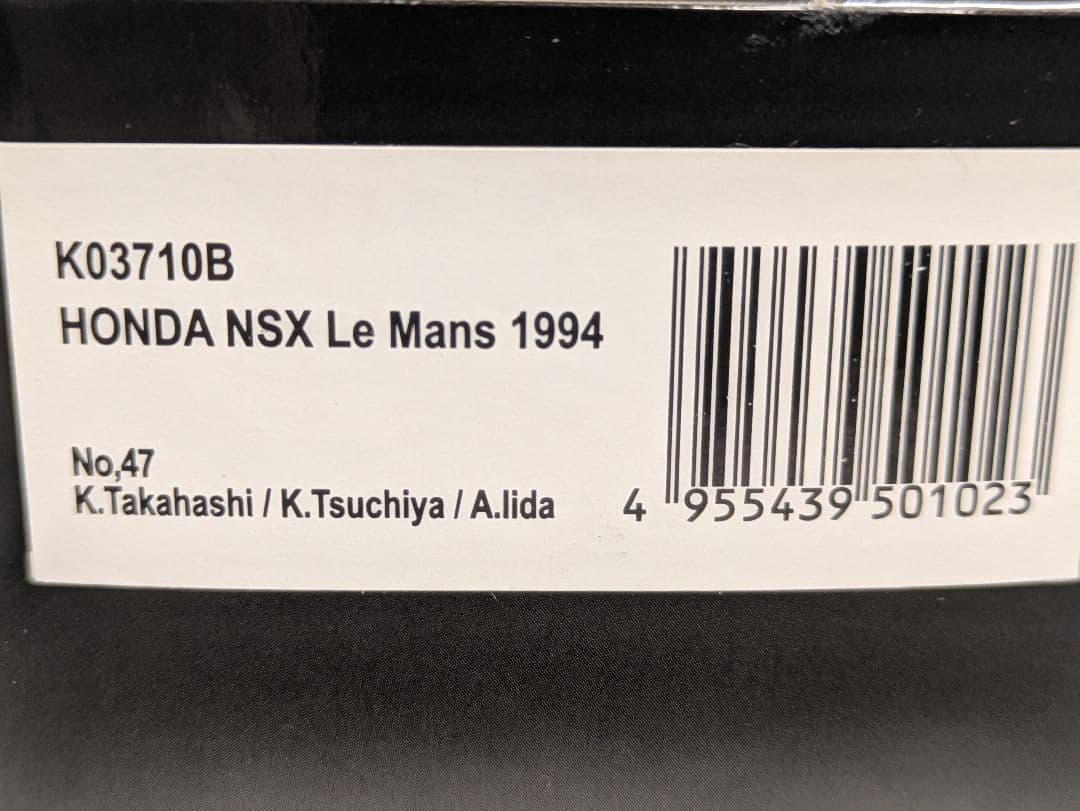 K03710B
HONDA NSX Le Mans 1994
No,47
K.Takahashi / K.Tsuchiya / A.Iida
4 955439 501023